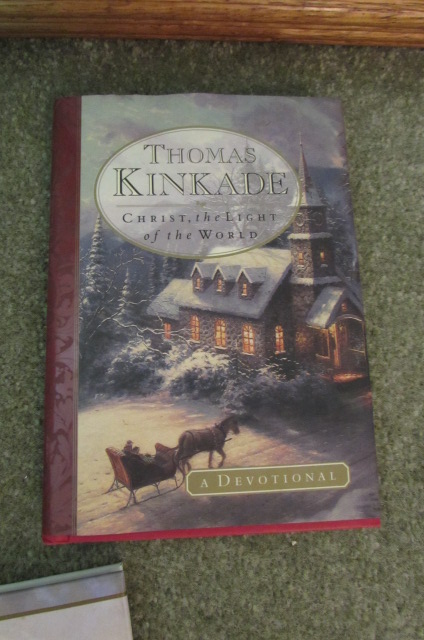 THOMAS
KINKADE
CHRIST, the LIGHT
of the WORLD
A DEVOTIONAL